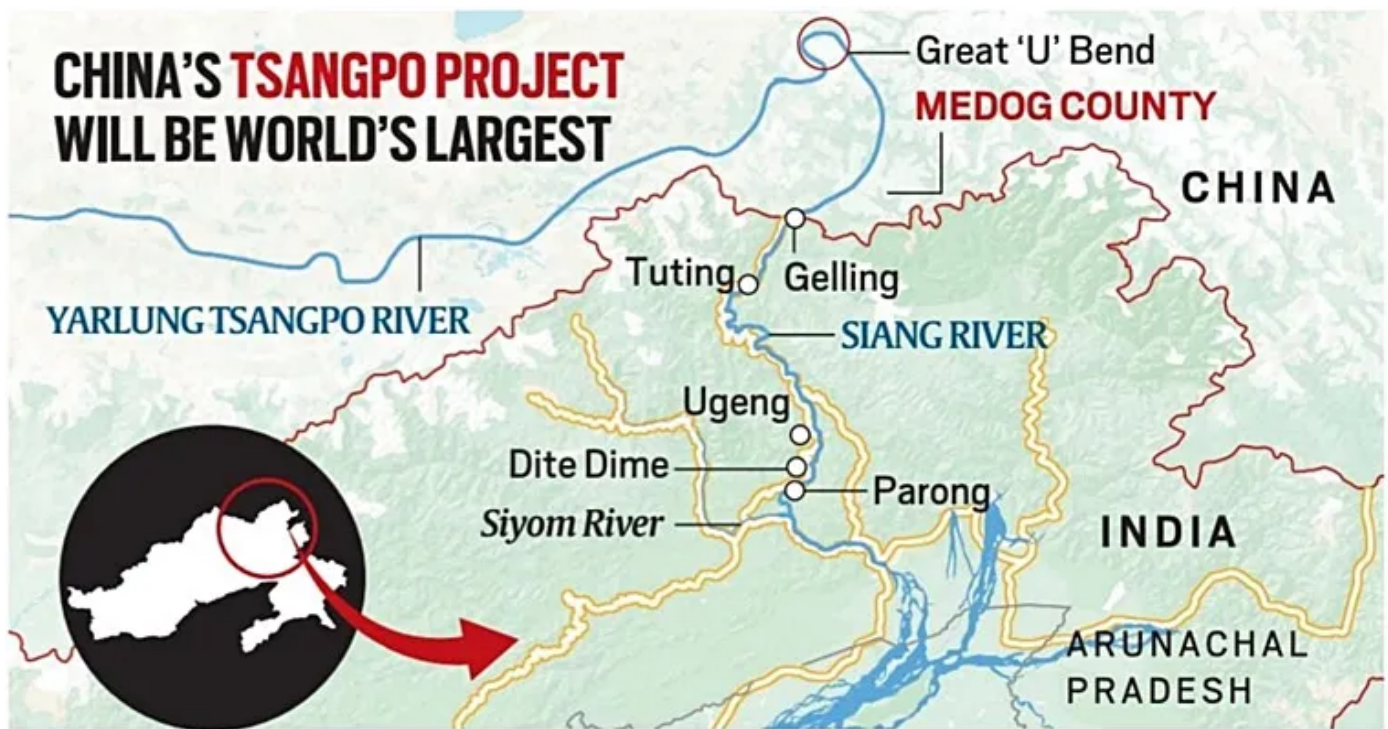 CHINA'S TSANGPO PROJECT
WILL BE WORLD'S LARGEST
Great 'U' Bend
MEDOG COUNTY
CHINA
Tuting
Gelling
YARLUNG TSANGPO RIVER
SIANG RIVER
Ugeng
Dite Dime
Parong
Siyom River
INDIA
ARUNACHAL
PRADESH